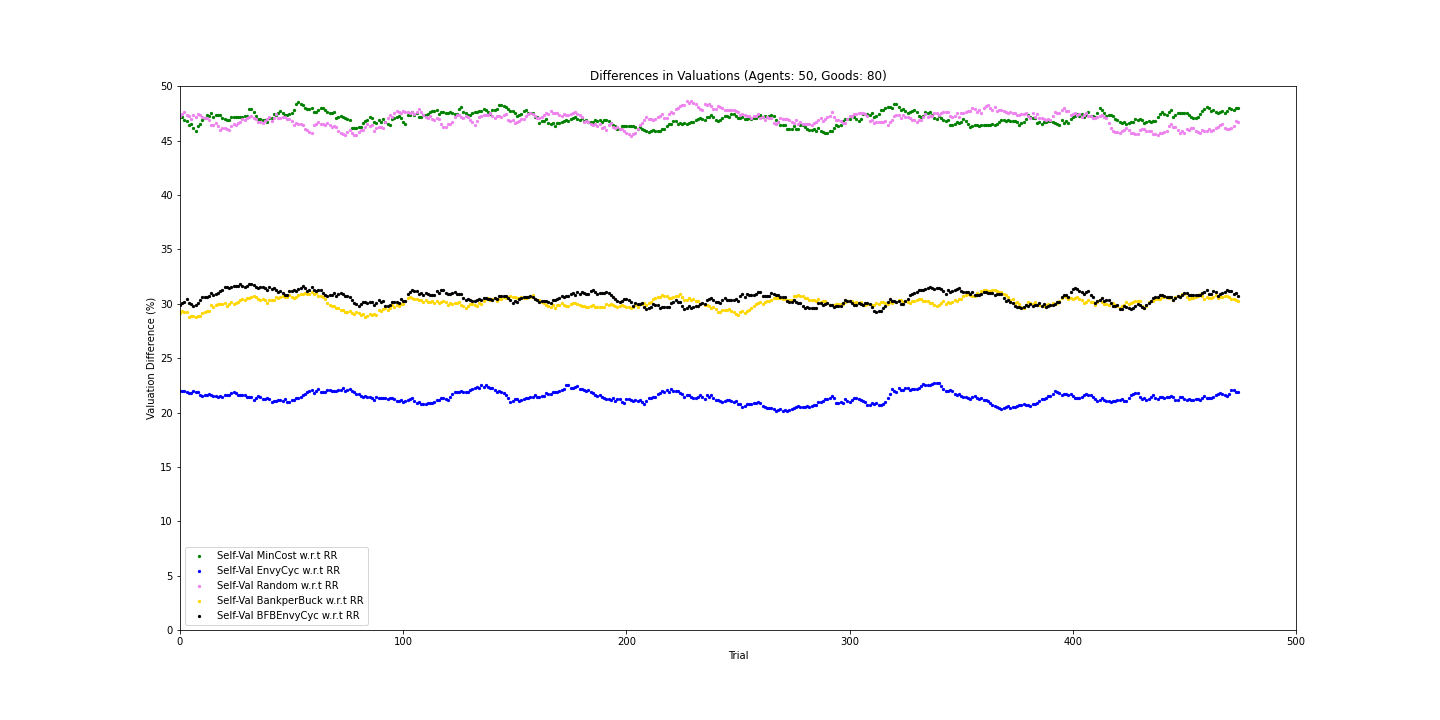 Differences in Valuations (Agents: 50, Goods: 80)
50
45
40
35
30
25
20
15
10
5
0
Valuation Difference (%)
Self-Val MinCost w.r.t RR
Self-Val EnvyCyc w.r.t RR
Self-Val Random w.r.t RR
Self-Val BankperBuck w.r.t RR
Self-Val BFBEnvyCyc w.r.t RR
0 100 200 300 400 500
Trial